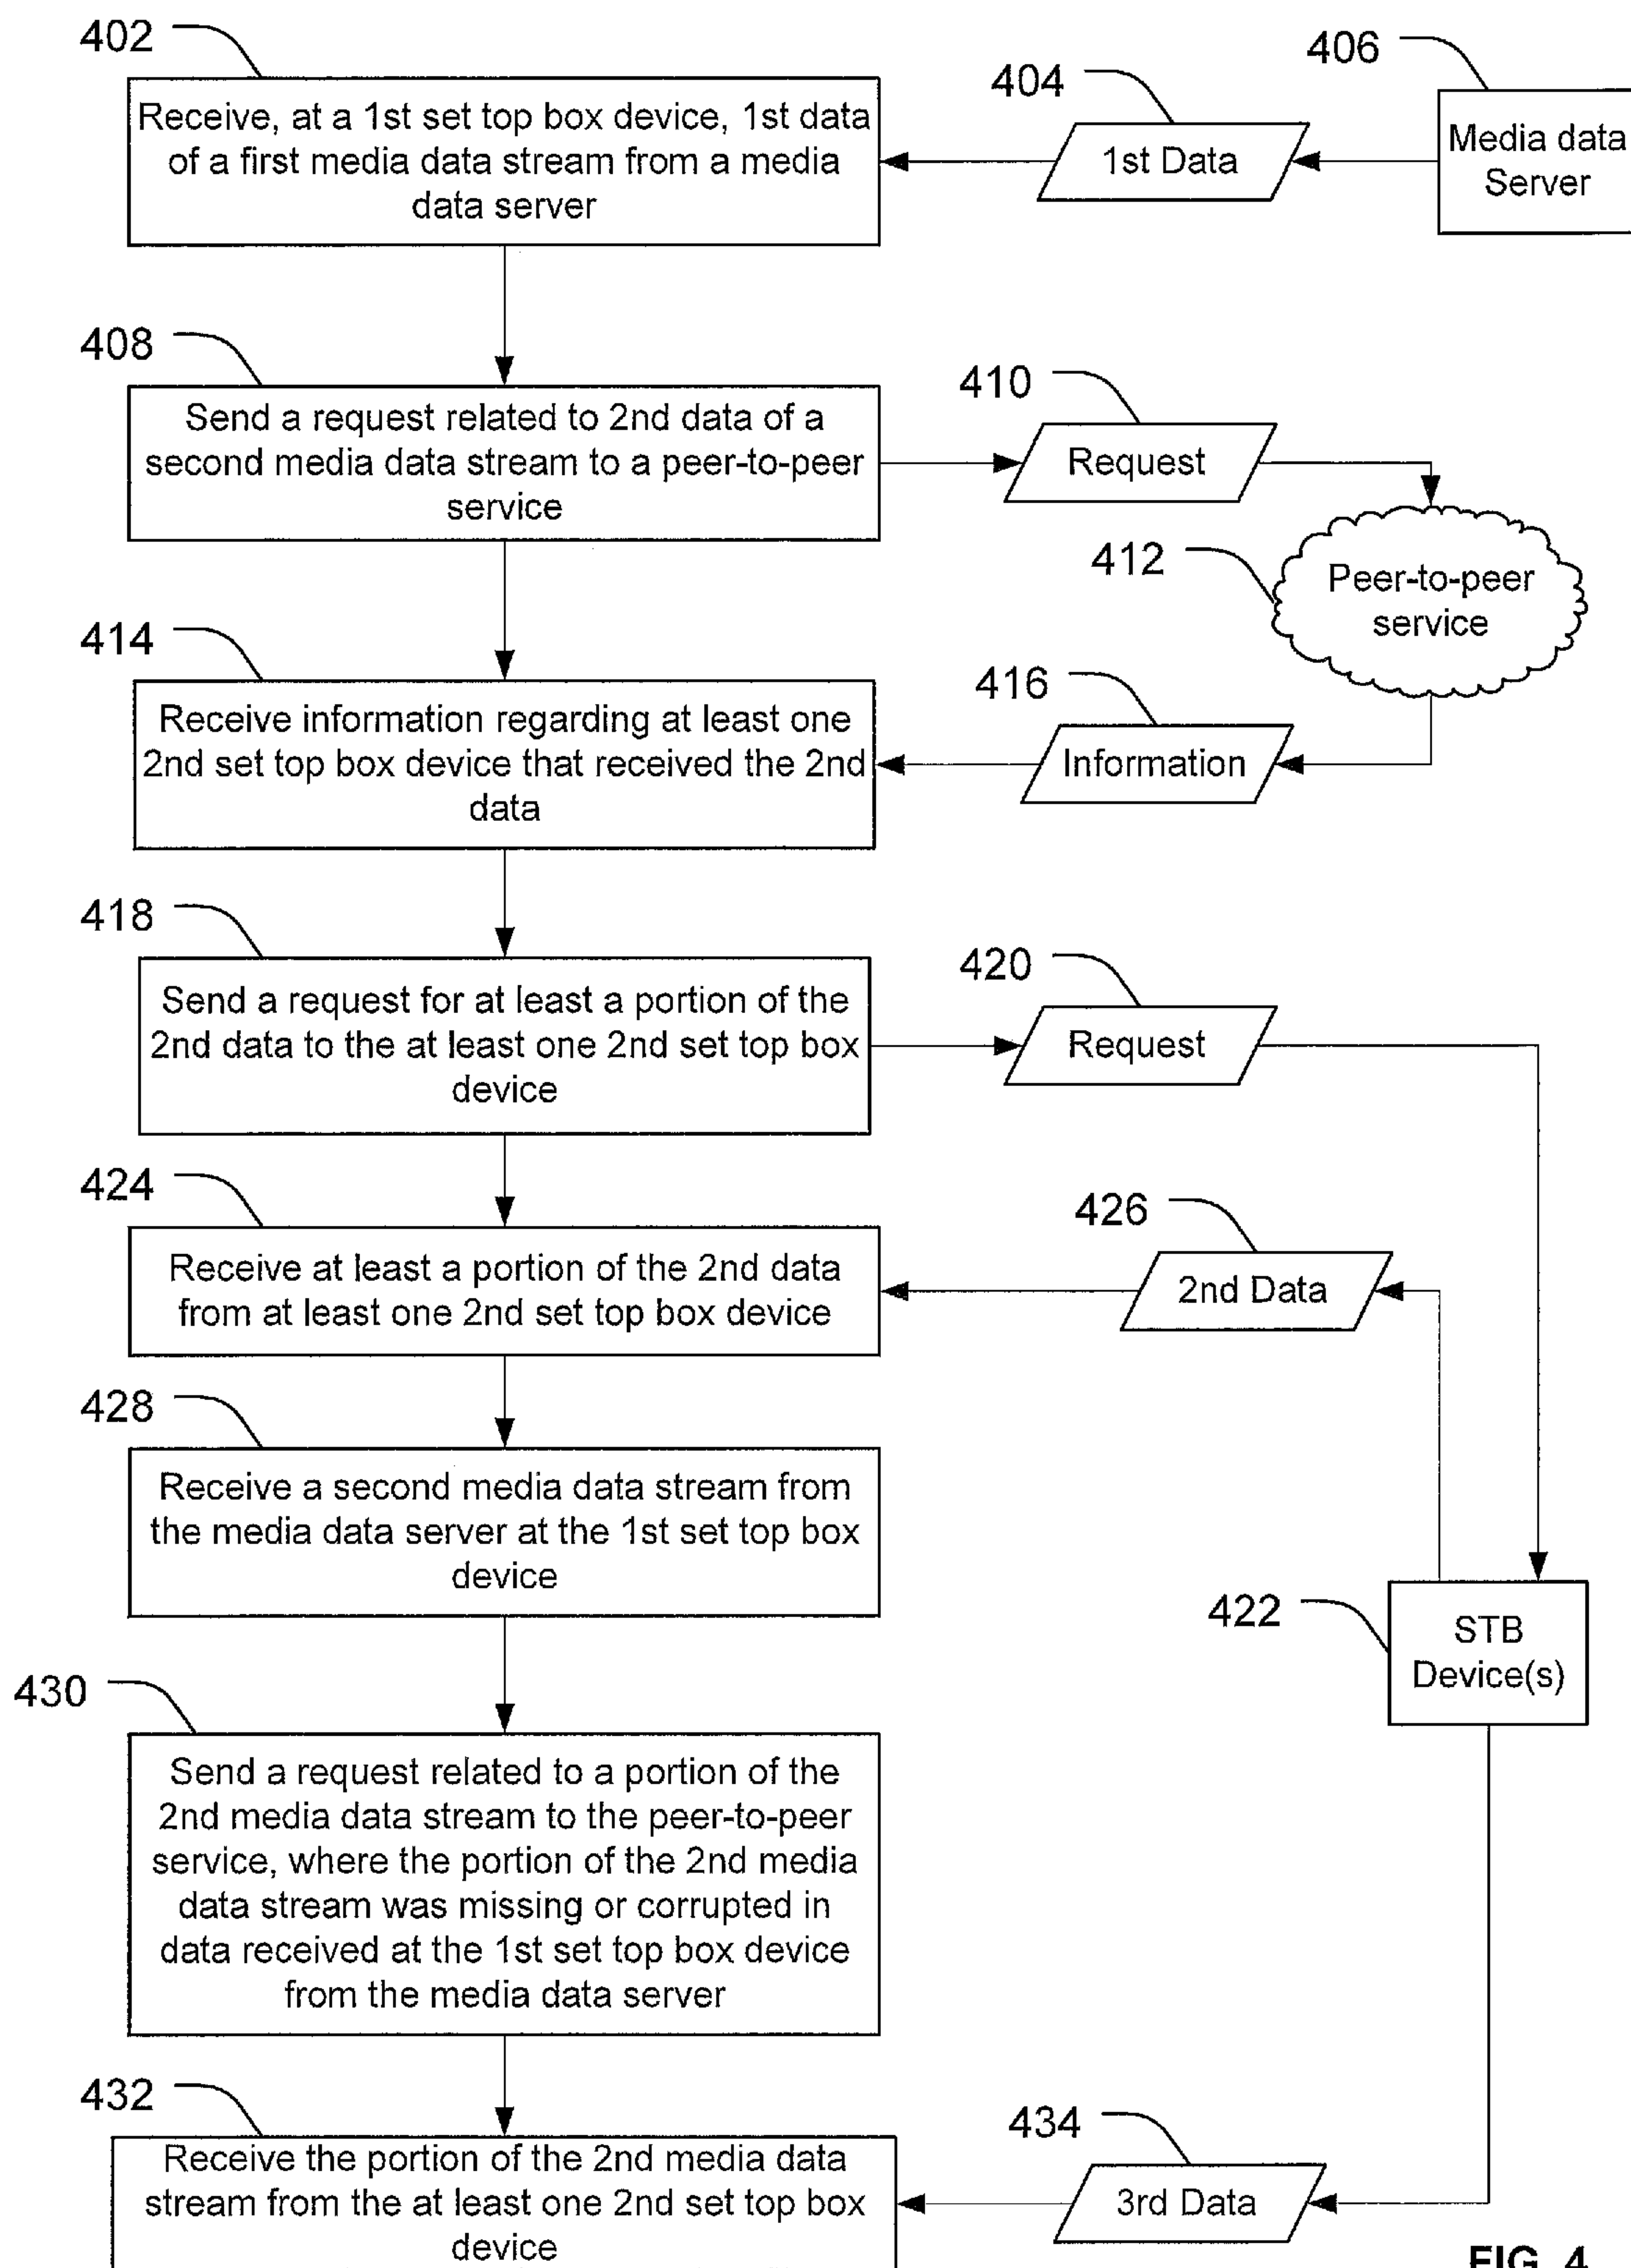 402
Receive, at a 1st set top box device, 1st data
of a first media data stream from a media
data server
404
1st Data
406
Media data
Server
408
Send a request related to 2nd data of a
second media data stream to a peer-to-peer
service
410
Request
412
Peer-to-peer
service
414
Receive information regarding at least one
2nd set top box device that received the 2nd
data
416
Information
418
Send a request for at least a portion of the
2nd data to the at least one 2nd set top box
device
420
Request
424
Receive at least a portion of the 2nd data
from at least one 2nd set top box device
426
2nd Data
428
Receive a second media data stream from
the media data server at the 1st set top box
device
422
STB
Device(s)
430
Send a request related to a portion of the
2nd media data stream to the peer-to-peer
service, where the portion of the 2nd media
data stream was missing or corrupted in
data received at the 1st set top box device
from the media data server
432
Receive the portion of the 2nd media data
stream from the at least one 2nd set top box
device
434
3rd Data
FIG. 4